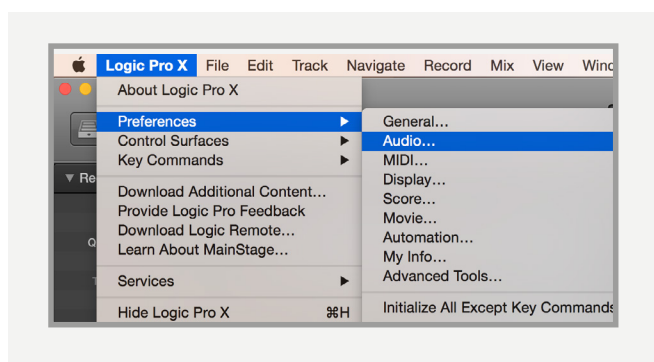 Logic Pro X File Edit Track Navigate Record Mix View
About Logic Pro X
Preferences
Control Surfaces
Key Commands
Download Additional Content...
Provide Logic Pro Feedback
Download Logic Remote...
Learn About MainStage...
Services
Hide Logic Pro X ⌘H
General...
Audio...
MIDI...
Display...
Score...
Movie...
Automation...
My Info...
Advanced Tools...
Initialize All Except Key Commands